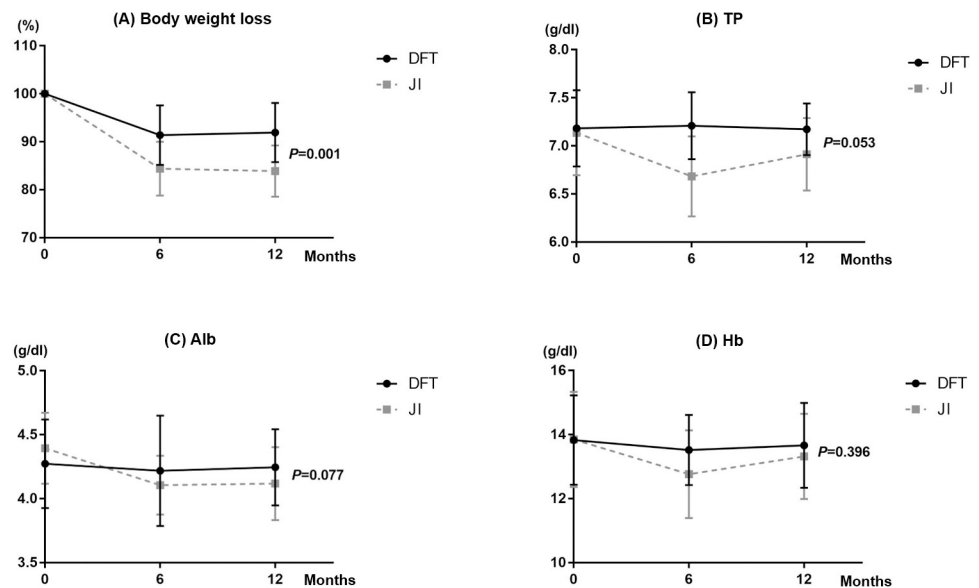 (A) Body weight loss
(%)
110
100
90
80
70
0
6
12
Months
DFT
JI
P=0.001
(B) TP
(g/dl)
8.0
7.5
7.0
6.5
6.0
0
6
12
Months
DFT
JI
P=0.053
(C) Alb
(g/dl)
5.0
4.5
4.0
3.5
0
6
12
Months
DFT
JI
P=0.077
(D) Hb
(g/dl)
16
14
12
10
0
6
12
Months
DFT
JI
P=0.396